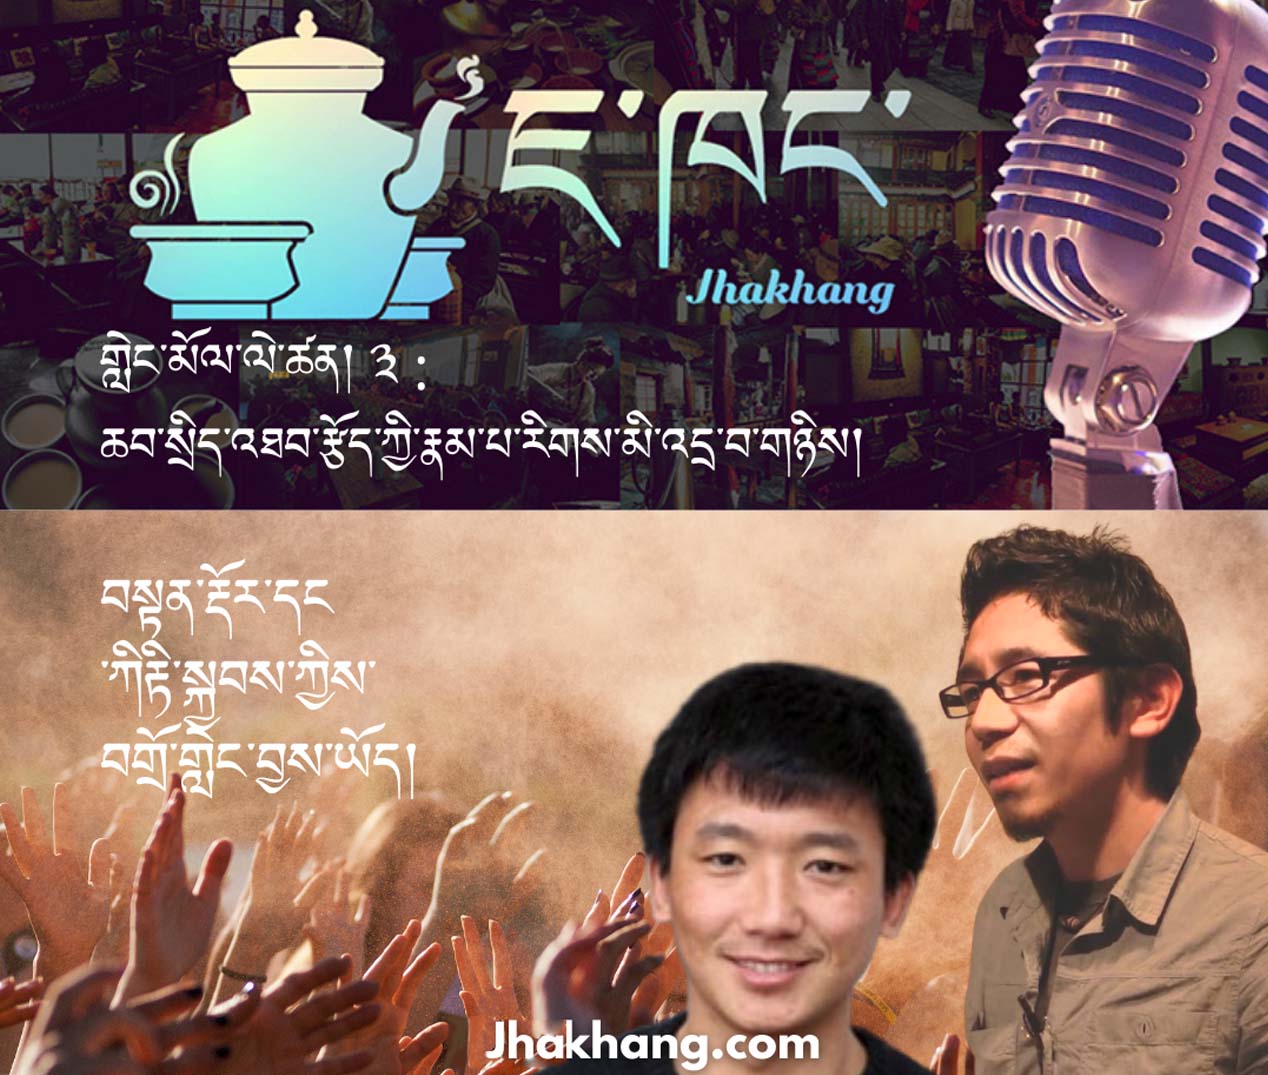 ཇ་ཁང་
Jhakhang
གླེང་མོལ་ལེ་ཚན། ༣ :
ཆབ་སྲིད་འཐབ་རྩོད་ཀྱི་རྣམ་པ་རིགས་མི་འདྲ་བ་གཉིས།
བསྟན་རྡོར་དང
་ཀིརྟི་སྐྱབས་ཀྱིས་
བགྲོ་གླེང་བྱས་ཡོད།
Jhakhang.com